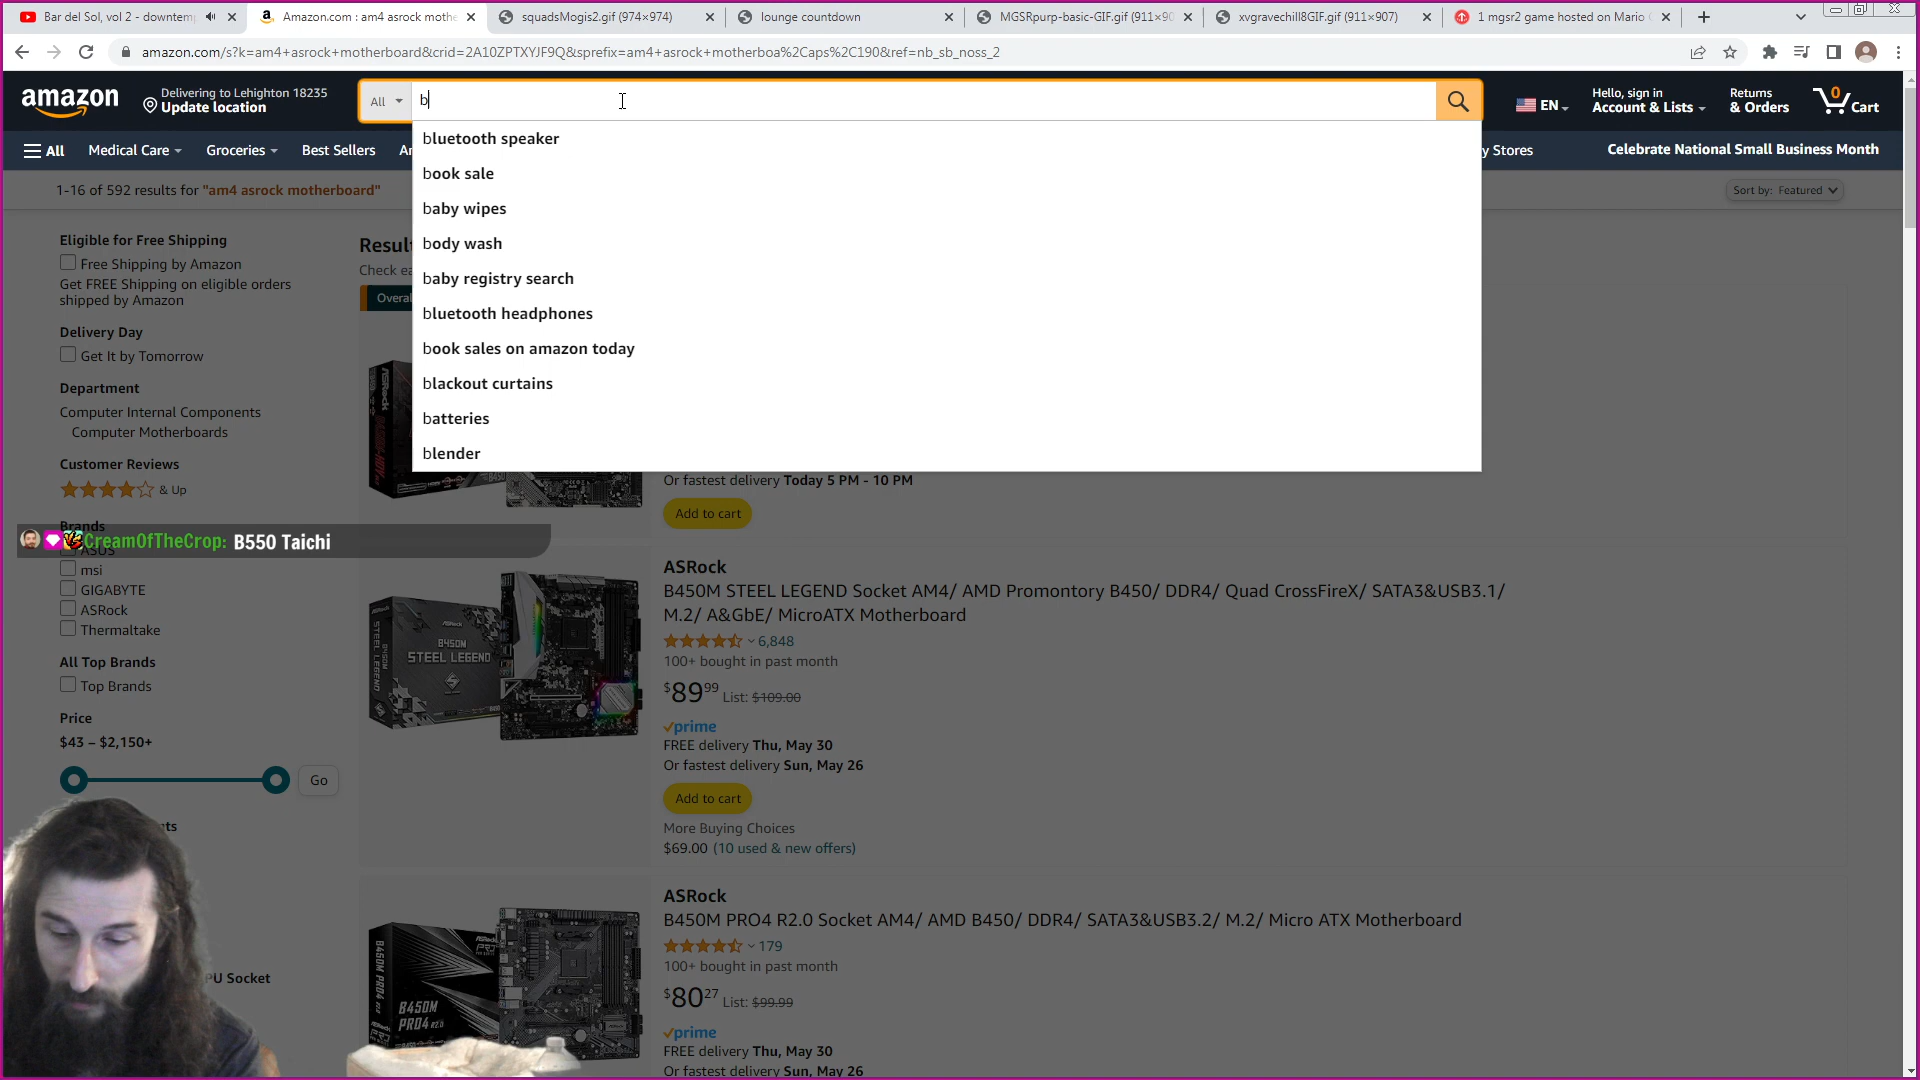 Bar del Sol, vol 2 - downtemp
Amazon.com : am4 asrock mothe
squadsMogis2.gif (974×974)
lounge countdown
MGSRpurp-basic-GIF.gif (911×90
xvgravechill8GIF.gif (911×907)
1 mgsr2 game hosted on Mario G
amazon.com/s?k=am4+asrock+motherboard&crid=2A10ZPTXYJF9Q&sprefix=am4+asrock+motherboa%2Caps%2C190&ref=nb_sb_noss_2
amazon
Delivering to Lehighton 18235
Update location
All
b
EN
Hello, sign in
Account & Lists
Returns
& Orders
0
Cart
All
Medical Care
Groceries
Best Sellers
y Stores
Celebrate National Small Business Month
1-16 of 592 results for "am4 asrock motherboard"
Sort by: Featured
bluetooth speaker
book sale
baby wipes
body wash
baby registry search
bluetooth headphones
book sales on amazon today
blackout curtains
batteries
blender
Eligible for Free Shipping
Free Shipping by Amazon
Get FREE Shipping on eligible orders
shipped by Amazon
Delivery Day
Get It by Tomorrow
Department
Computer Internal Components
Computer Motherboards
Customer Reviews
& Up
Brands
ASUS
CreamOfTheCrop: B550 Taichi
msi
GIGABYTE
ASRock
Thermaltake
All Top Brands
Top Brands
Price
$43 – $2,150+
Go
PU Socket
Result
Check ea
Overal
Or fastest delivery Today 5 PM - 10 PM
Add to cart
ASRock
B450M STEEL LEGEND Socket AM4/ AMD Promontory B450/ DDR4/ Quad CrossFireX/ SATA3&USB3.1/
M.2/ A&GbE/ MicroATX Motherboard
6,848
100+ bought in past month
$89 99 List: $109.00
prime
FREE delivery Thu, May 30
Or fastest delivery Sun, May 26
Add to cart
More Buying Choices
$69.00 (10 used & new offers)
STEEL LEGEND
B450M
STEEL LEGEND
ASRock
B450M PRO4 R2.0 Socket AM4/ AMD B450/ DDR4/ SATA3&USB3.2/ M.2/ Micro ATX Motherboard
179
100+ bought in past month
$80 27 List: $99.99
prime
FREE delivery Thu, May 30
Or fastest delivery Sun, May 26
B450M
PRO4 R2.0